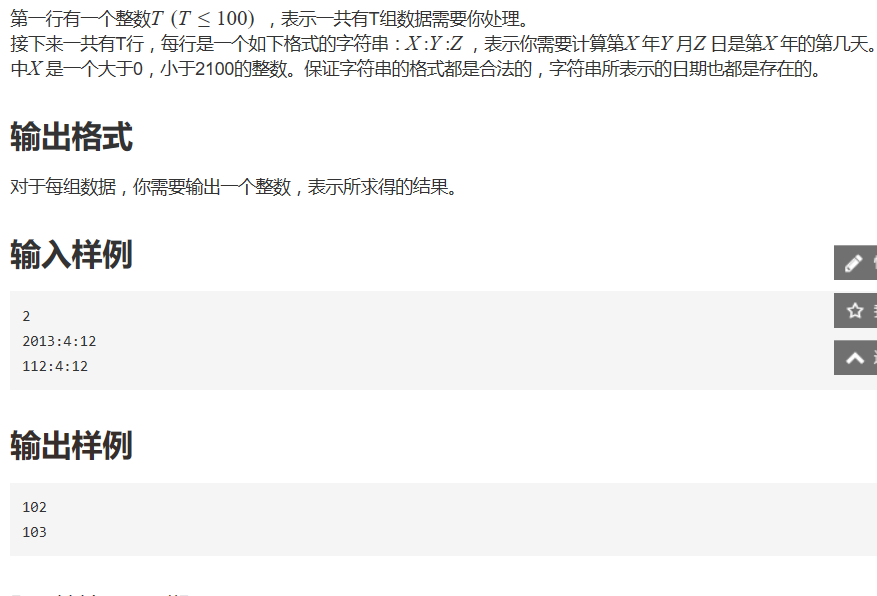 第一行有一个整数T (T ≤ 100) ，表示一共有T组数据需要你处理。
接下来一共有T行，每行是一个如下格式的字符串：X:Y:Z ，表示你需要计算第X 年Y 月Z 日是第X 年的第几天。
中X 是一个大于0，小于2100的整数。保证字符串的格式都是合法的，字符串所表示的日期也都是存在的。
输出格式
对于每组数据，你需要输出一个整数，表示所求得的结果。
输入样例
2
2013:4:12
112:4:12
输出样例
102
103